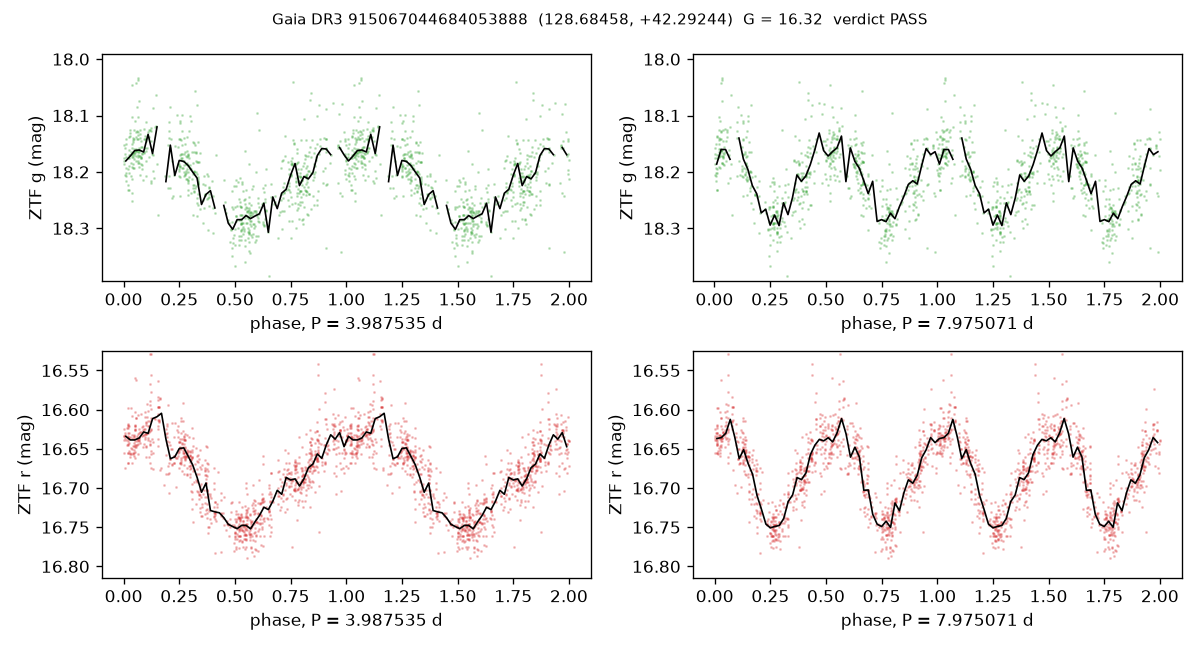 Gaia DR3 915067044684053888 (128.68458, +42.29244) G = 16.32 verdict PASS
ZTF g (mag)
18.0
18.1
18.2
18.3
0.00 0.25 0.50 0.75 1.00 1.25 1.50 1.75 2.00
phase, P = 3.987535 d
ZTF g (mag)
18.0
18.1
18.2
18.3
0.00 0.25 0.50 0.75 1.00 1.25 1.50 1.75 2.00
phase, P = 7.975071 d
ZTF r (mag)
16.55
16.60
16.65
16.70
16.75
16.80
0.00 0.25 0.50 0.75 1.00 1.25 1.50 1.75 2.00
phase, P = 3.987535 d
ZTF r (mag)
16.55
16.60
16.65
16.70
16.75
16.80
0.00 0.25 0.50 0.75 1.00 1.25 1.50 1.75 2.00
phase, P = 7.975071 d